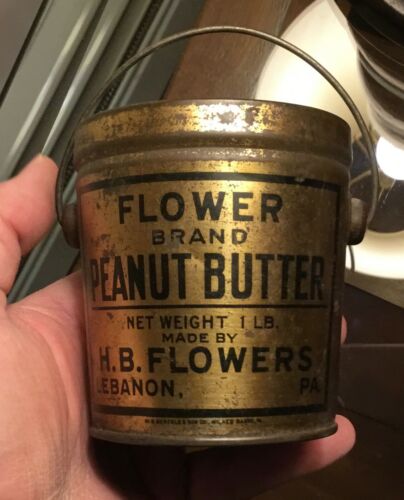 FLOWER
BRAND
PEANUT BUTTER
NET WEIGHT 1 LB.
MADE BY
H.B. FLOWERS
LEBANON, PA.